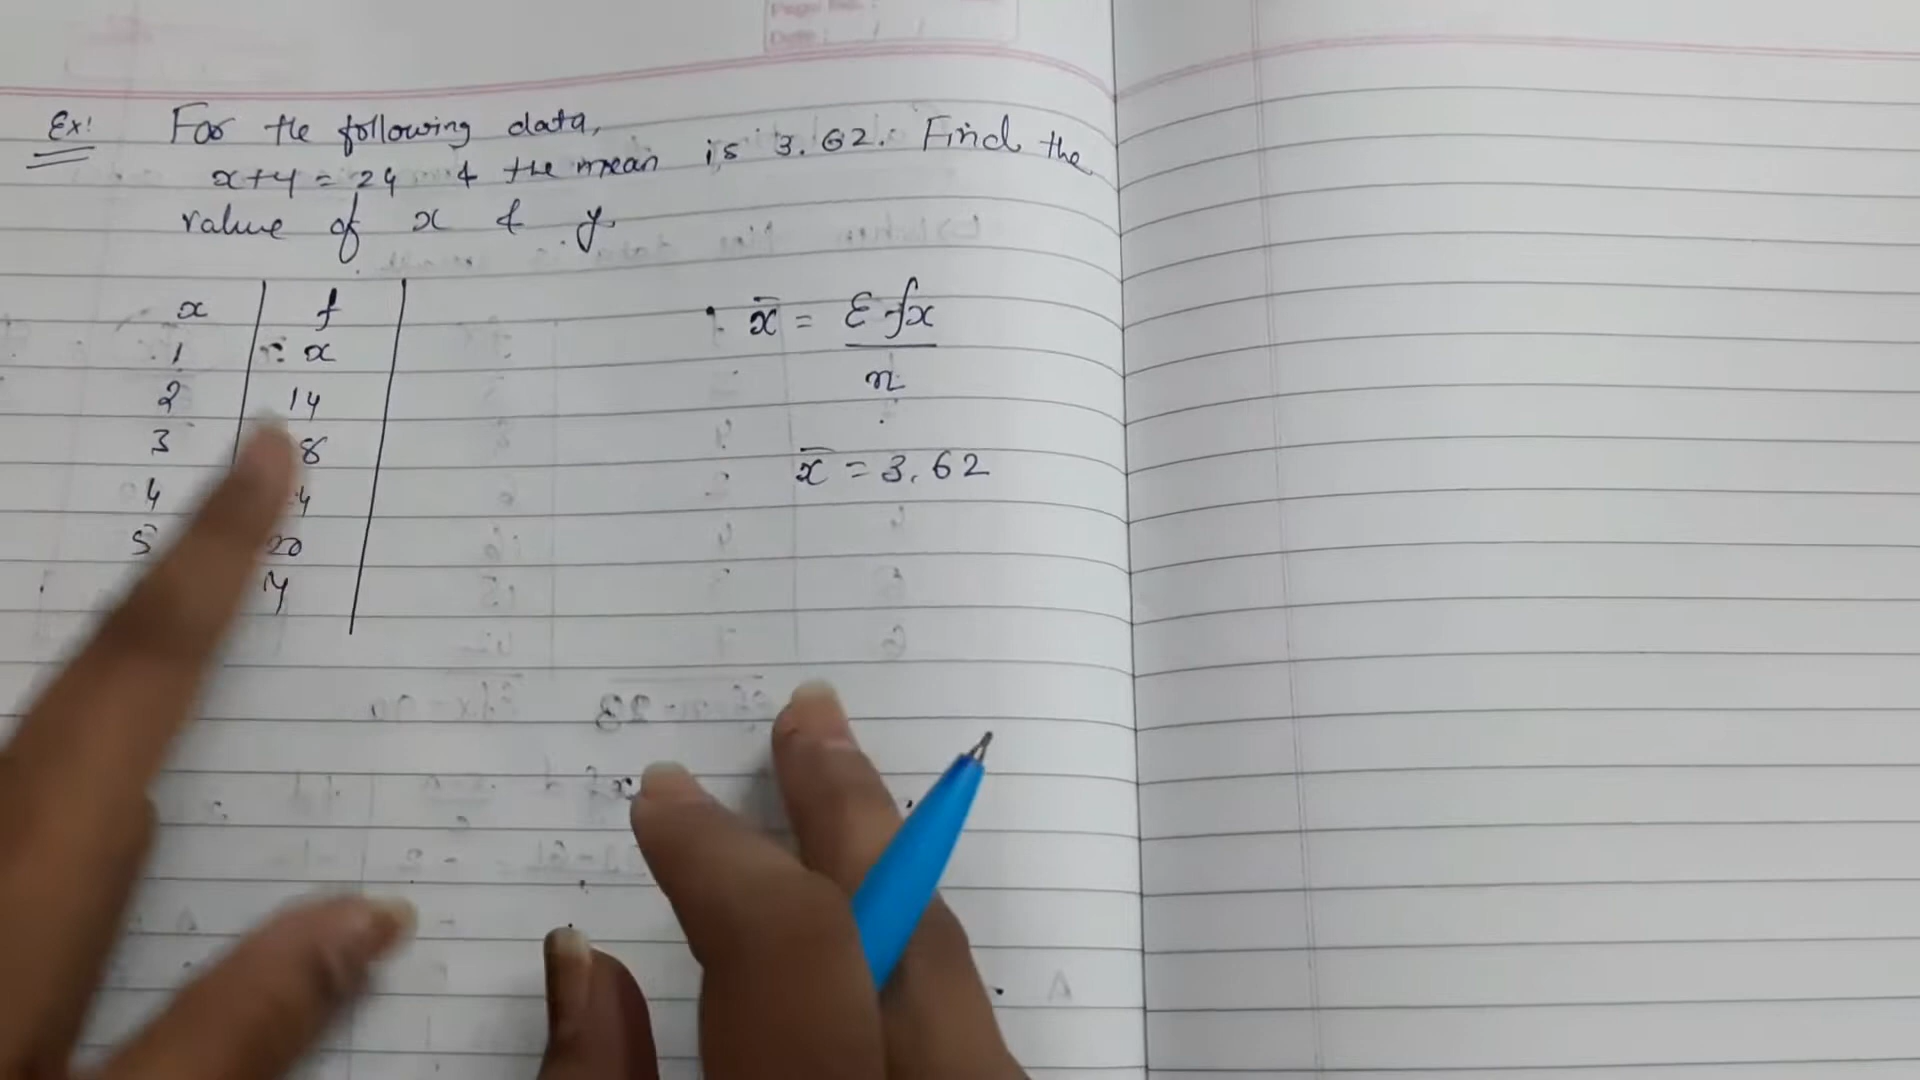 Ex! For the following data,
x+y = 24 & the mean is 3.62. Find the
value of x & y.
x f
1 x
2 14
3 8
4 4
5 20
y
x̄ = Σfx
n
x̄ = 3.62